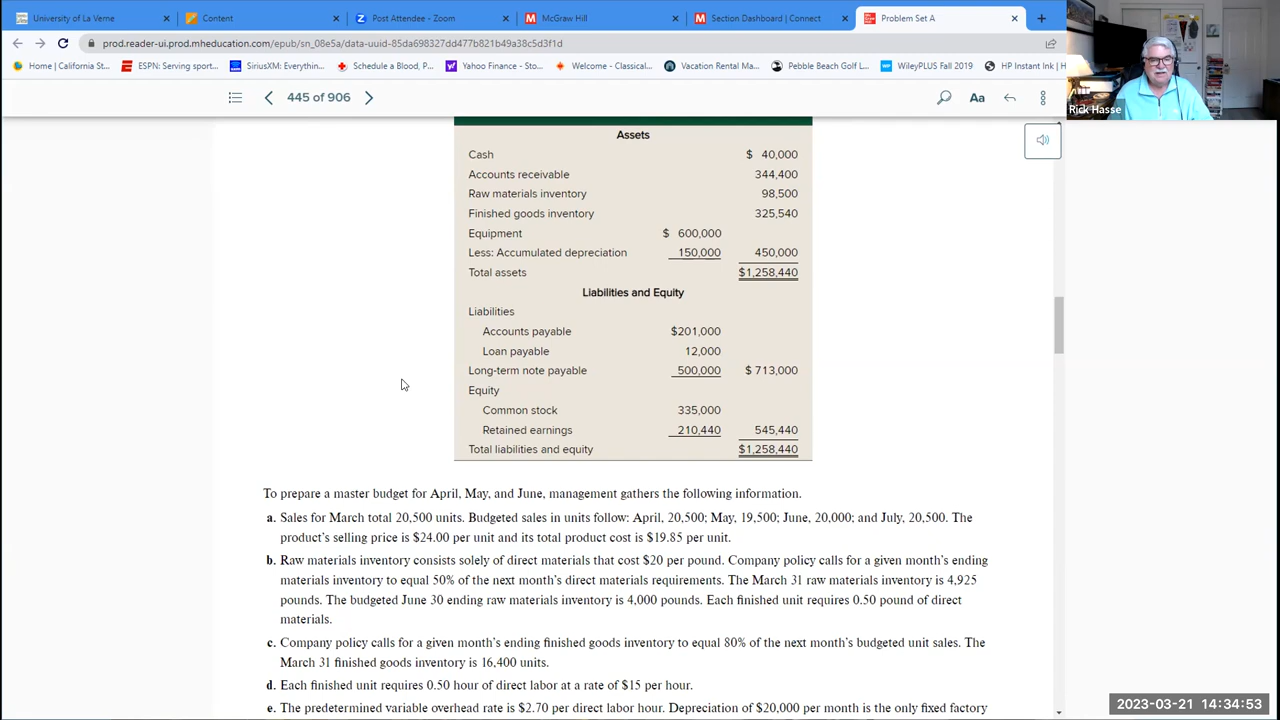 University of La Verne
Content
Post Attendee - Zoom
McGraw Hill
Section Dashboard | Connect
Problem Set A
prod.reader-ui.prod.mheducation.com/epub/sn_08e5a/data-uuid-85da698327dd477b821b49a38c5d3f1d
Home | California St...
ESPN: Serving sport...
SiriusXM: Everythin...
Schedule a Blood, P...
Yahoo Finance - Sto...
Welcome - Classical...
Vacation Rental Ma...
Pebble Beach Golf L...
WileyPLUS Fall 2019
HP Instant Ink | H
Rick Hasse
445 of 906
Aa
Assets
Cash $ 40,000
Accounts receivable 344,400
Raw materials inventory 98,500
Finished goods inventory 325,540
Equipment $ 600,000
Less: Accumulated depreciation 150,000 450,000
Total assets $1,258,440
Liabilities and Equity
Liabilities
Accounts payable $201,000
Loan payable 12,000
Long-term note payable 500,000 $ 713,000
Equity
Common stock 335,000
Retained earnings 210,440 545,440
Total liabilities and equity $1,258,440
To prepare a master budget for April, May, and June, management gathers the following information.
a. Sales for March total 20,500 units. Budgeted sales in units follow: April, 20,500; May, 19,500; June, 20,000; and July, 20,500. The
product's selling price is $24.00 per unit and its total product cost is $19.85 per unit.
b. Raw materials inventory consists solely of direct materials that cost $20 per pound. Company policy calls for a given month's ending
materials inventory to equal 50% of the next month's direct materials requirements. The March 31 raw materials inventory is 4,925
pounds. The budgeted June 30 ending raw materials inventory is 4,000 pounds. Each finished unit requires 0.50 pound of direct
materials.
c. Company policy calls for a given month's ending finished goods inventory to equal 80% of the next month's budgeted unit sales. The
March 31 finished goods inventory is 16,400 units.
d. Each finished unit requires 0.50 hour of direct labor at a rate of $15 per hour.
e. The predetermined variable overhead rate is $2.70 per direct labor hour. Depreciation of $20,000 per month is the only fixed factory
2023-03-21 14:34:53